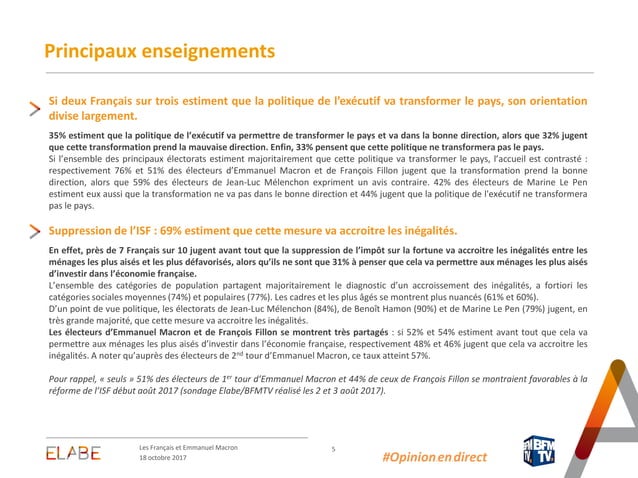 Principaux enseignements
Si deux Français sur trois estiment que la politique de l’exécutif va transformer le pays, son orientation
divise largement.
35% estiment que la politique de l’exécutif va permettre de transformer le pays et va dans la bonne direction, alors que 32% jugent
que cette transformation prend la mauvaise direction. Enfin, 33% pensent que cette politique ne transformera pas le pays.
Si l’ensemble des principaux électorats estiment majoritairement que cette politique va transformer le pays, l’accueil est contrasté :
respectivement 76% et 51% des électeurs d’Emmanuel Macron et de François Fillon jugent que la transformation prend la bonne
direction, alors que 59% des électeurs de Jean-Luc Mélenchon expriment un avis contraire. 42% des électeurs de Marine Le Pen
estiment eux aussi que la transformation ne va pas dans le bonne direction et 44% jugent que la politique de l'exécutif ne transformera
pas le pays.
Suppression de l’ISF : 69% estiment que cette mesure va accroitre les inégalités.
En effet, près de 7 Français sur 10 jugent avant tout que la suppression de l’impôt sur la fortune va accroitre les inégalités entre les
ménages les plus aisés et les plus défavorisés, alors qu’ils ne sont que 31% à penser que cela va permettre aux ménages les plus aisés
d’investir dans l’économie française.
L’ensemble des catégories de population partagent majoritairement le diagnostic d’un accroissement des inégalités, a fortiori les
catégories sociales moyennes (74%) et populaires (77%). Les cadres et les plus âgés se montrent plus nuancés (61% et 60%).
D’un point de vue politique, les électorats de Jean-Luc Mélenchon (84%), de Benoît Hamon (90%) et de Marine Le Pen (79%) jugent, en
très grande majorité, que cette mesure va accroitre les inégalités.
Les électeurs d’Emmanuel Macron et de François Fillon se montrent très partagés : si 52% et 54% estiment avant tout que cela va
permettre aux ménages les plus aisés d’investir dans l’économie française, respectivement 48% et 46% jugent que cela va accroitre les
inégalités. A noter qu’auprès des électeurs de 2nd tour d’Emmanuel Macron, ce taux atteint 57%.
Pour rappel, « seuls » 51% des électeurs de 1er tour d’Emmanuel Macron et 44% de ceux de François Fillon se montraient favorables à la
réforme de l’ISF début août 2017 (sondage Elabe/BFMTV réalisé les 2 et 3 août 2017).
ELABE
Les Français et Emmanuel Macron
18 octobre 2017
5
#Opinion en direct
BFM
TV.